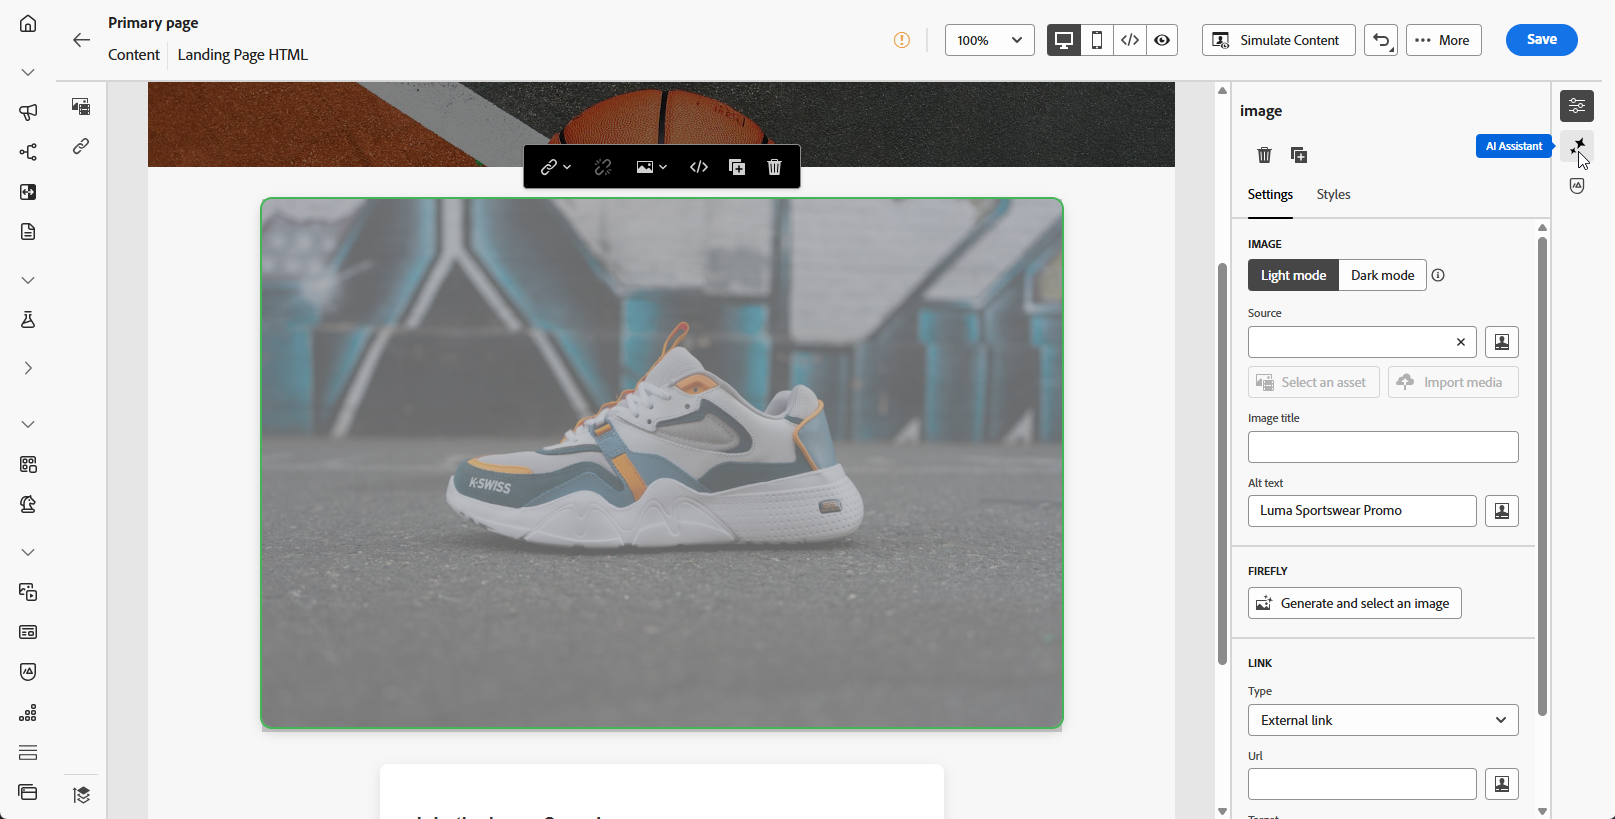 Primary page
Content
Landing Page HTML
100%
Simulate Content
More
Save
K·SWISS
image
AI Assistant
Settings
Styles
IMAGE
Light mode
Dark mode
Source
Select an asset
Import media
Image title
Alt text
Luma Sportswear Promo
FIREFLY
Generate and select an image
LINK
Type
External link
Url